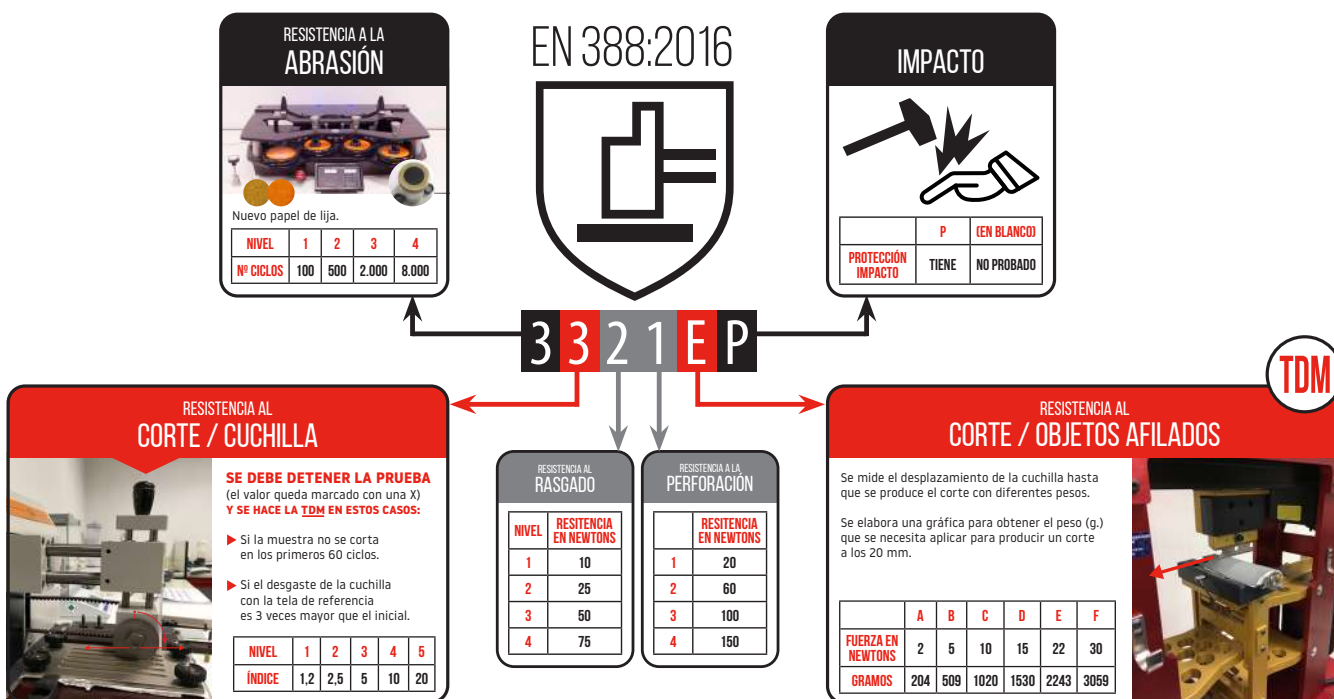 RESISTENCIA A LA
ABRASIÓN
Nuevo papel de lija.
NIVEL 1 2 3 4
Nº CICLOS 100 500 2.000 8.000
EN 388:2016
IMPACTO
P (EN BLANCO)
PROTECCIÓN
IMPACTO TIENE NO PROBADO
3 3 2 1 E P
RESISTENCIA AL
CORTE / CUCHILLA
SE DEBE DETENER LA PRUEBA
(el valor queda marcado con una X)
Y SE HACE LA TDM EN ESTOS CASOS:
Si la muestra no se corta
en los primeros 60 ciclos.
Si el desgaste de la cuchilla
con la tela de referencia
es 3 veces mayor que el inicial.
NIVEL 1 2 3 4 5
ÍNDICE 1,2 2,5 5 10 20
RESISTENCIA AL
RASGADO
NIVEL RESITENCIA
EN NEWTONS
1 10
2 25
3 50
4 75
RESISTENCIA A LA
PERFORACIÓN
RESITENCIA
EN NEWTONS
1 20
2 60
3 100
4 150
TDM
RESISTENCIA AL
CORTE / OBJETOS AFILADOS
Se mide el desplazamiento de la cuchilla hasta
que se produce el corte con diferentes pesos.
Se elabora una gráfica para obtener el peso (g.)
que se necesita aplicar para producir un corte
a los 20 mm.
A B C D E F
FUERZA EN
NEWTONS 2 5 10 15 22 30
GRAMOS 204 509 1020 1530 2243 3059